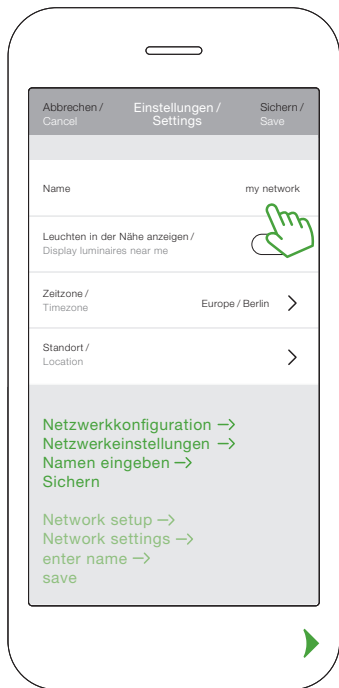 Abbrechen / Einstellungen / Sichern /
Cancel Settings Save
Name my network
Leuchten in der Nähe anzeigen /
Display luminaires near me
Zeitzone /
Timezone Europe / Berlin
Standort /
Location
Netzwerkkonfiguration —>
Netzwerkeinstellungen —>
Namen eingeben —>
Sichern
Network setup —>
Network settings —>
enter name —>
save